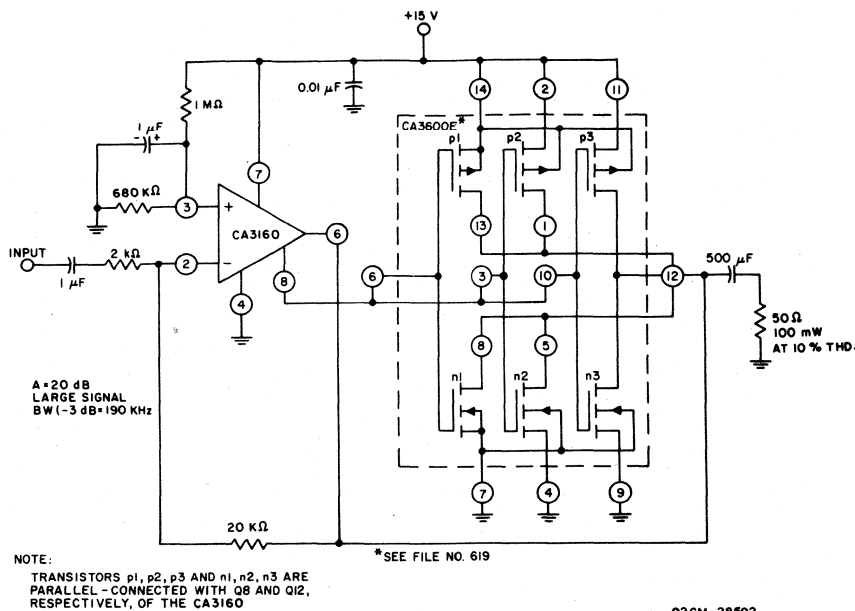 +15 V
0.01 µF
1 MΩ
1 µF
- +
680 KΩ
3
+
7
CA3160
6
INPUT
1 µF
2 kΩ
2
-
8
4
CA3600E*
14
2
11
p1
p2
p3
13
1
6
3
10
12
500 µF
50Ω
100 mW
AT 10 % THD.
8
5
n1
n2
n3
7
4
9
A = 20 dB
LARGE SIGNAL
BW (-3 dB = 190 KHz
20 KΩ
*SEE FILE NO. 619
NOTE:
TRANSISTORS p1, p2, p3 AND n1, n2, n3 ARE
PARALLEL-CONNECTED WITH Q8 AND Q12,
RESPECTIVELY, OF THE CA3160